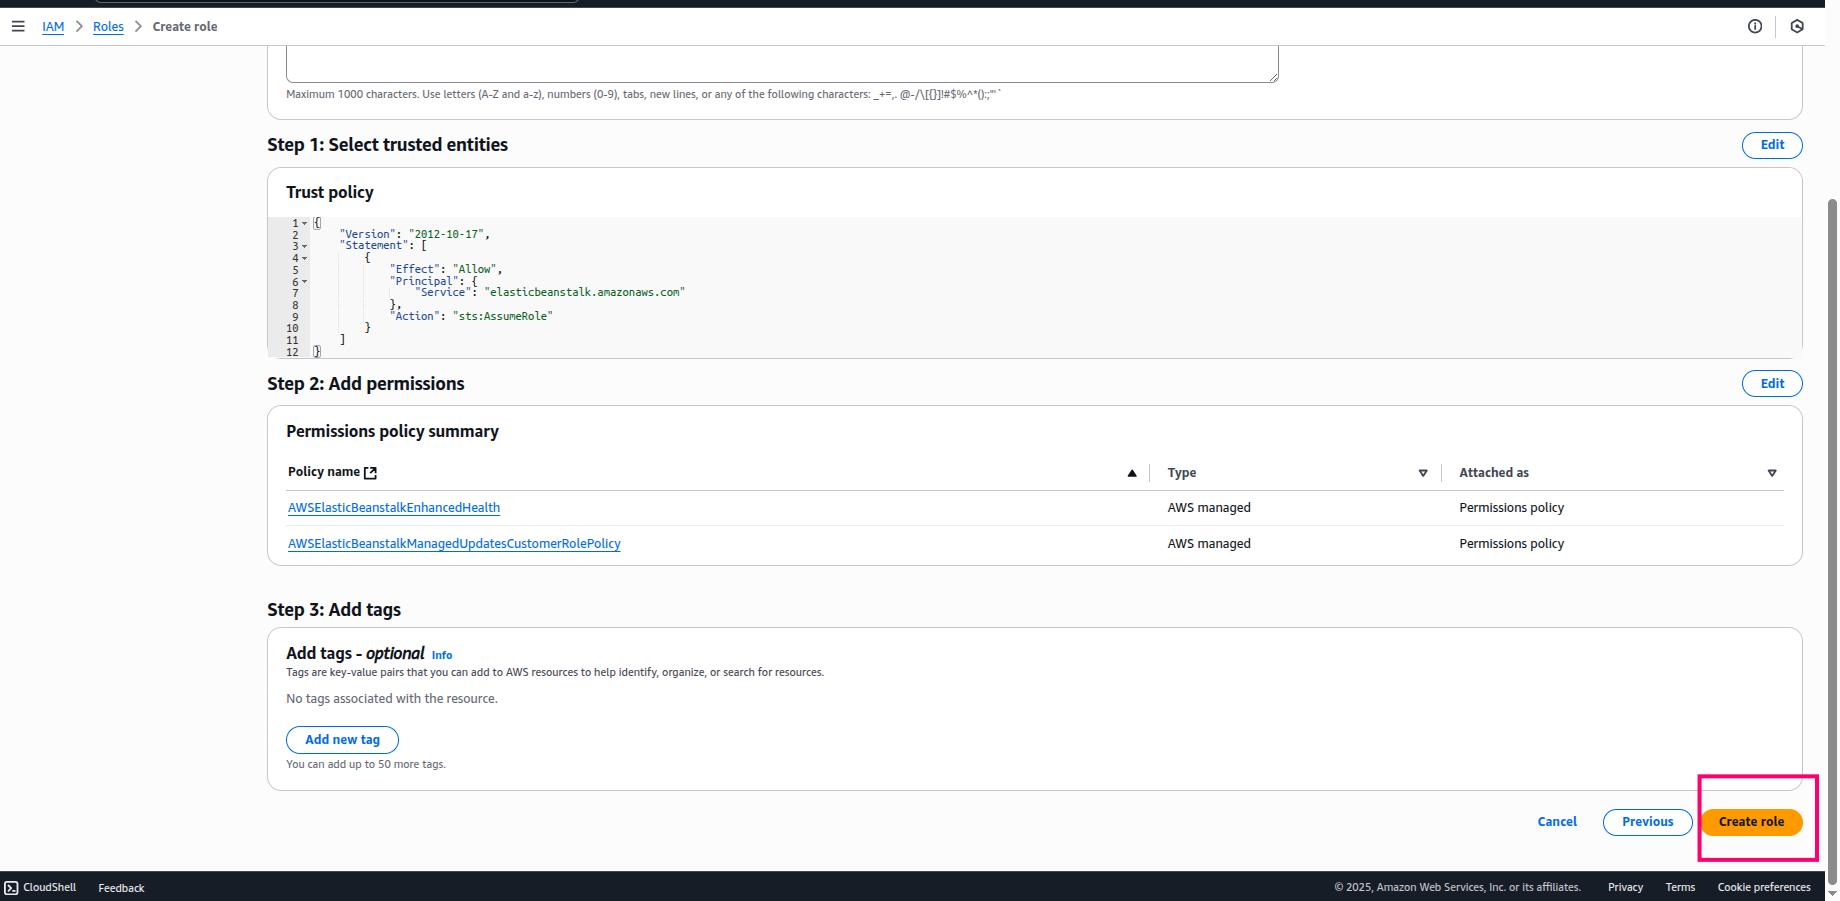 IAM > Roles > Create role
Maximum 1000 characters. Use letters (A-Z and a-z), numbers (0-9), tabs, new lines, or any of the following characters: _+=,. @-/\[{}]!#$%^*();:"'`
Step 1: Select trusted entities
Edit
Trust policy
1 {
2 "Version": "2012-10-17",
3 "Statement": [
4 {
5 "Effect": "Allow",
6 "Principal": {
7 "Service": "elasticbeanstalk.amazonaws.com"
8 },
9 "Action": "sts:AssumeRole"
10 }
11 ]
12 }
Step 2: Add permissions
Edit
Permissions policy summary
Policy name Type Attached as
AWSElasticBeanstalkEnhancedHealth AWS managed Permissions policy
AWSElasticBeanstalkManagedUpdatesCustomerRolePolicy AWS managed Permissions policy
Step 3: Add tags
Add tags - optional Info
Tags are key-value pairs that you can add to AWS resources to help identify, organize, or search for resources.
No tags associated with the resource.
Add new tag
You can add up to 50 more tags.
Cancel Previous Create role
CloudShell Feedback © 2025, Amazon Web Services, Inc. or its affiliates. Privacy Terms Cookie preferences